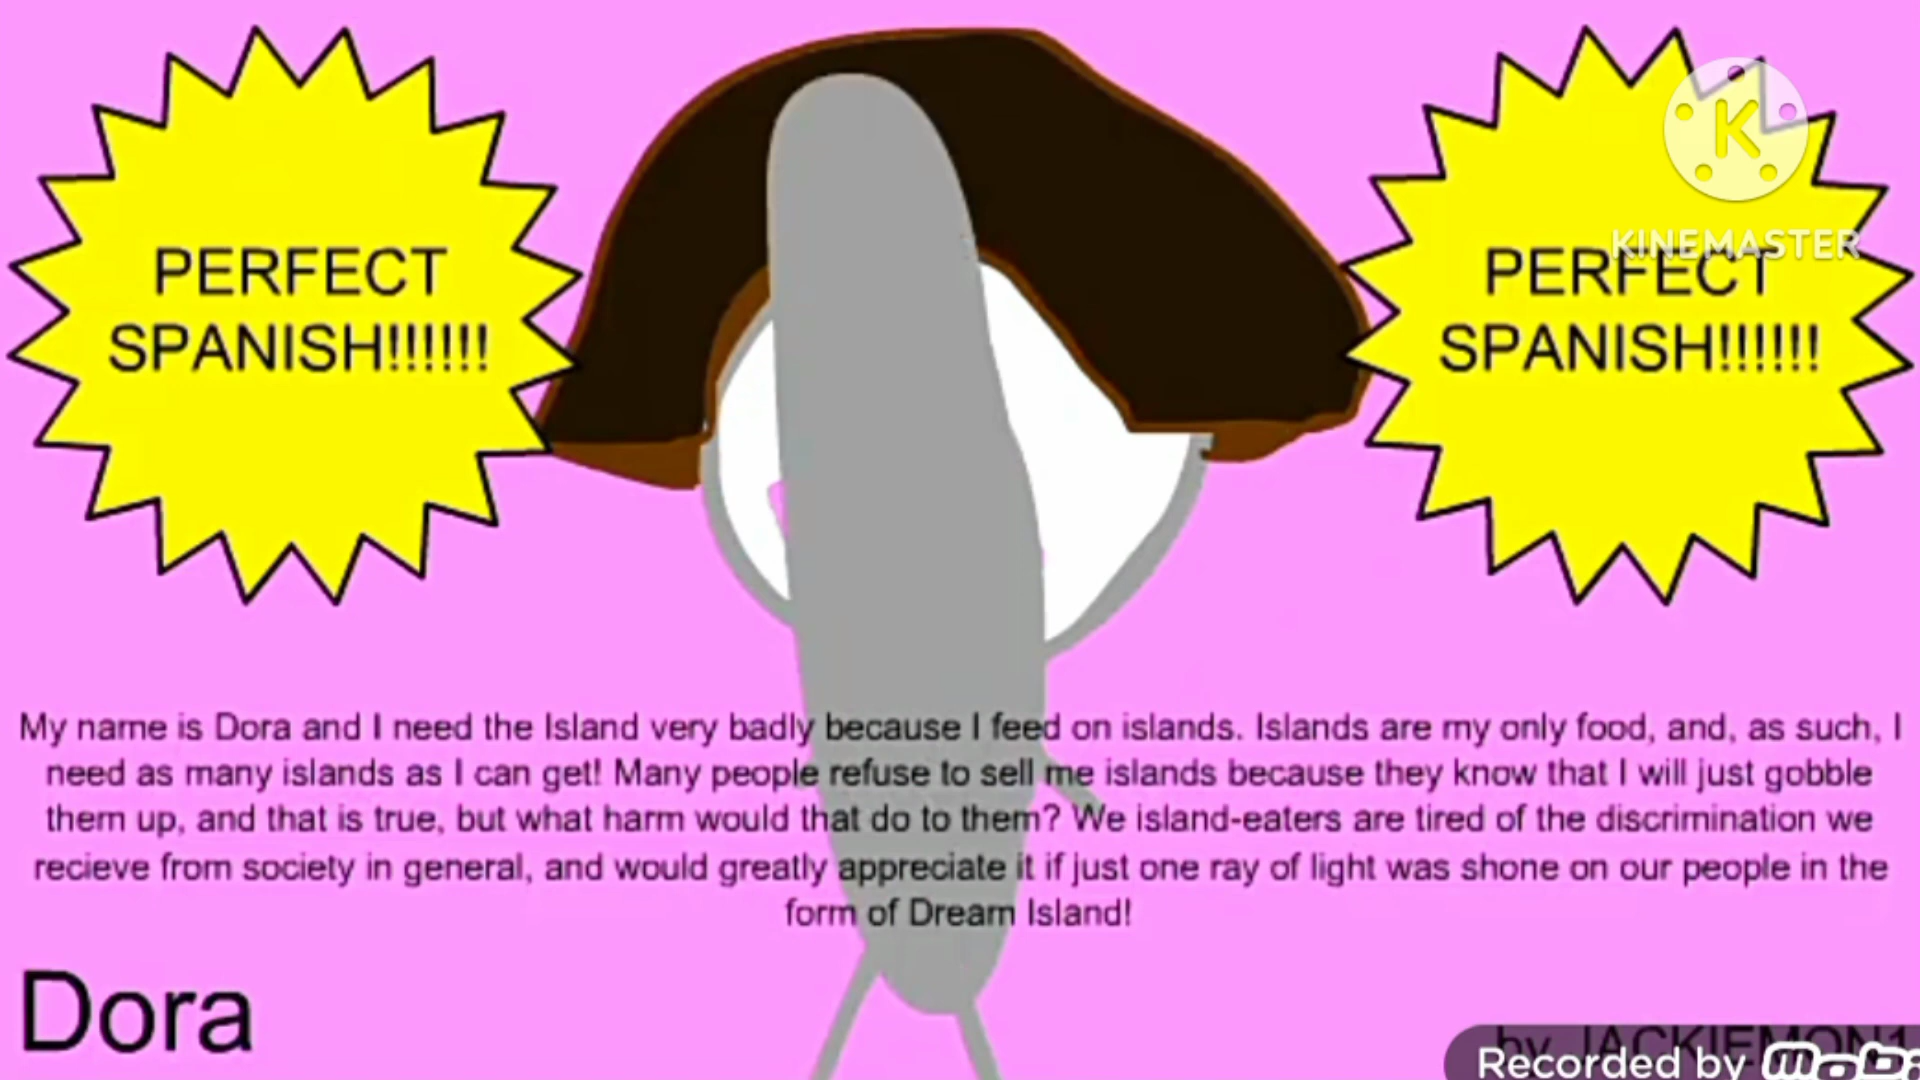 PERFECT
SPANISH!!!!!!
PERFECT
SPANISH!!!!!!
KINEMASTER
My name is Dora and I need the Island very badly because I feed on islands. Islands are my only food, and, as such, I
need as many islands as I can get! Many people refuse to sell me islands because they know that I will just gobble
them up, and that is true, but what harm would that do to them? We island-eaters are tired of the discrimination we
recieve from society in general, and would greatly appreciate it if just one ray of light was shone on our people in the
form of Dream Island!
Dora
by JACKIEMON1
Recorded by